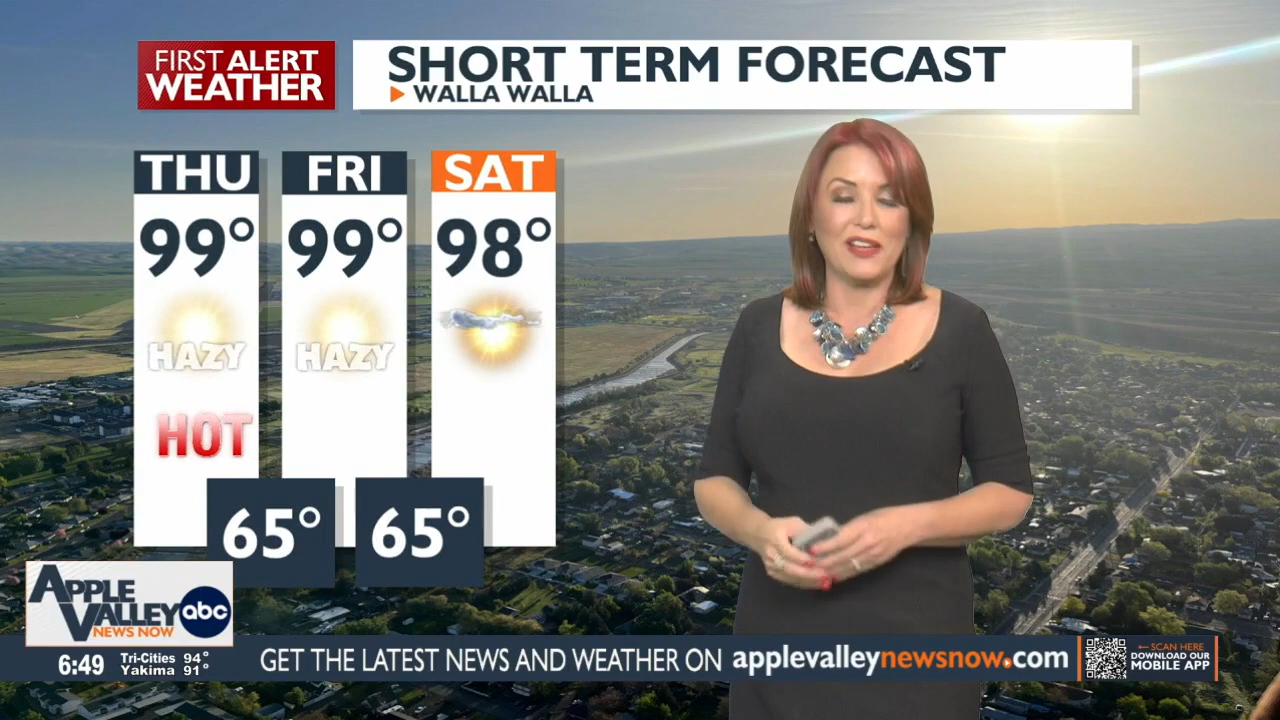 FIRST ALERT
WEATHER
SHORT TERM FORECAST
WALLA WALLA
THU
FRI
SAT
99°
99°
98°
HAZY
HAZY
HOT
65°
65°
APPLE
VALLEY
NEWS NOW
abc
6:49
Tri-Cities 94°
Yakima 91°
GET THE LATEST NEWS AND WEATHER ON applevalleynewsnow.com
SCAN HERE
DOWNLOAD OUR
MOBILE APP